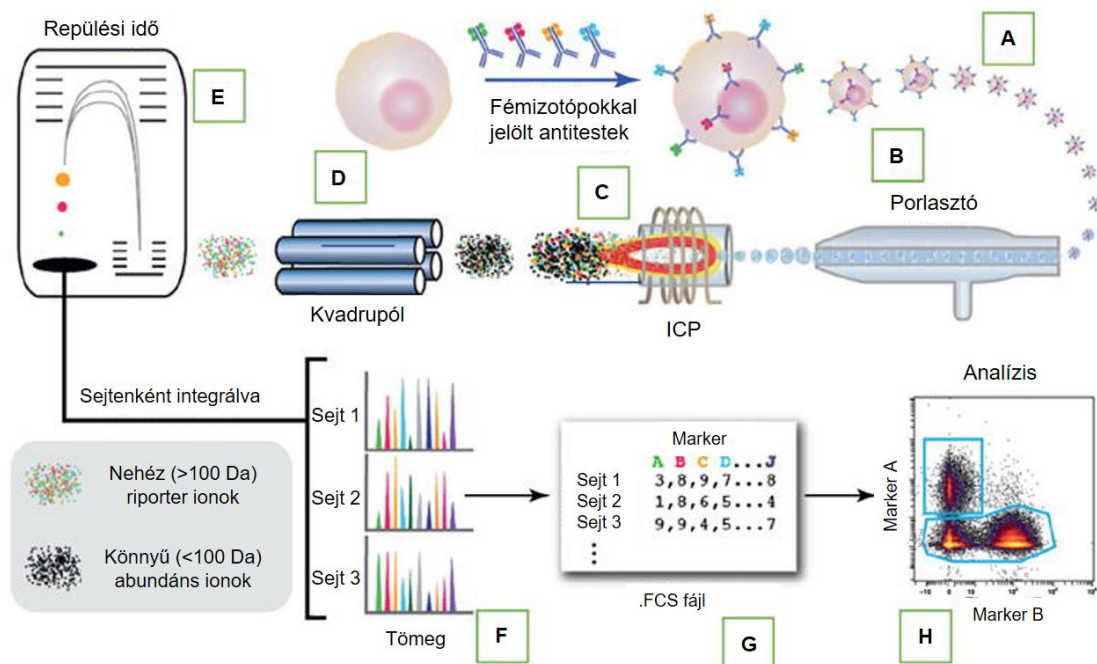 Repülési idő
A
E
Fémizotópokkal
jelölt antitestek
D
C
B
Porlasztó
Kvadrupól
ICP
Sejtenként integrálva
Nehéz (>100 Da)
riporter ionok
Könnyű (<100 Da)
abundáns ionok
Sejt 1
Sejt 2
Sejt 3
Tömeg
F
Marker
A B C D...J
Sejt 1 3,8,9,7...8
Sejt 2 1,8,6,5...4
Sejt 3 9,9,4,5...7
.FCS fájl
G
Analízis
Marker A
Marker B
H